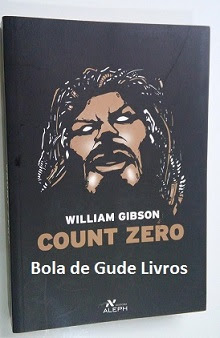 WILLIAM GIBSON
COUNT ZERO
Bola de Gude Livros
ALEPH